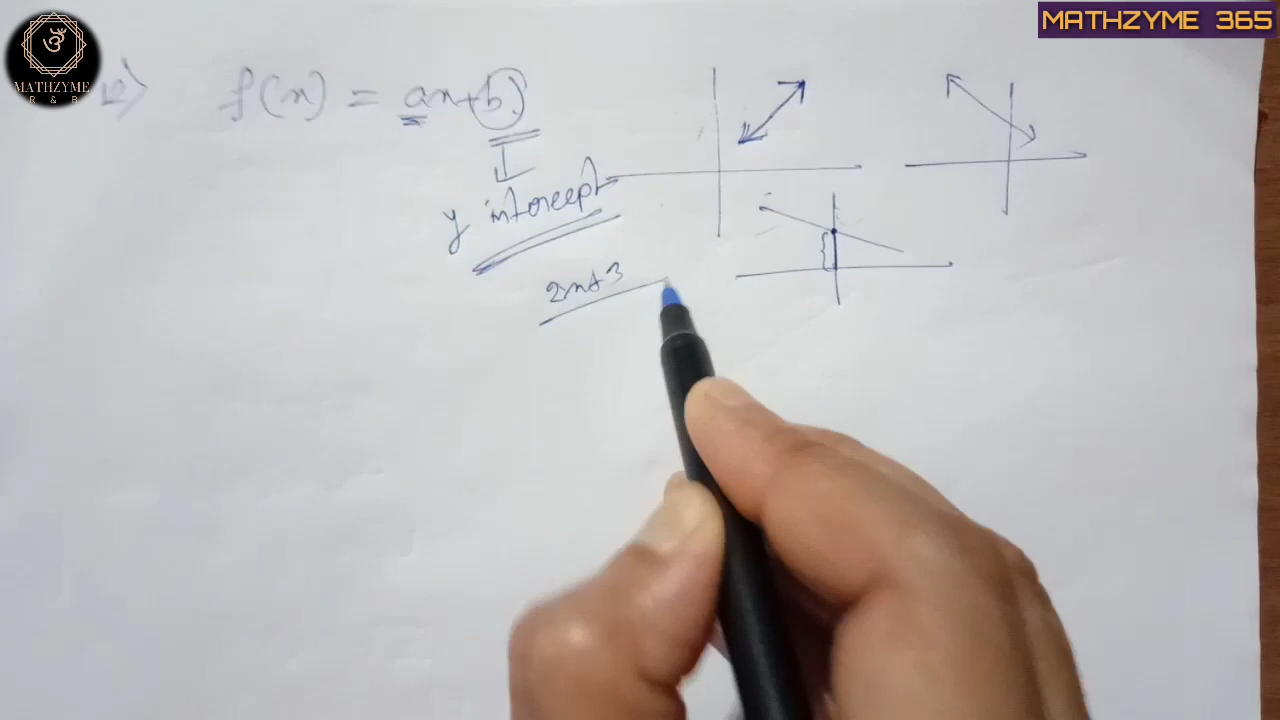 MATHZYME 365
ॐ
MATHZYME
R & B
f(x) = ax+b
y intercept
2x+3